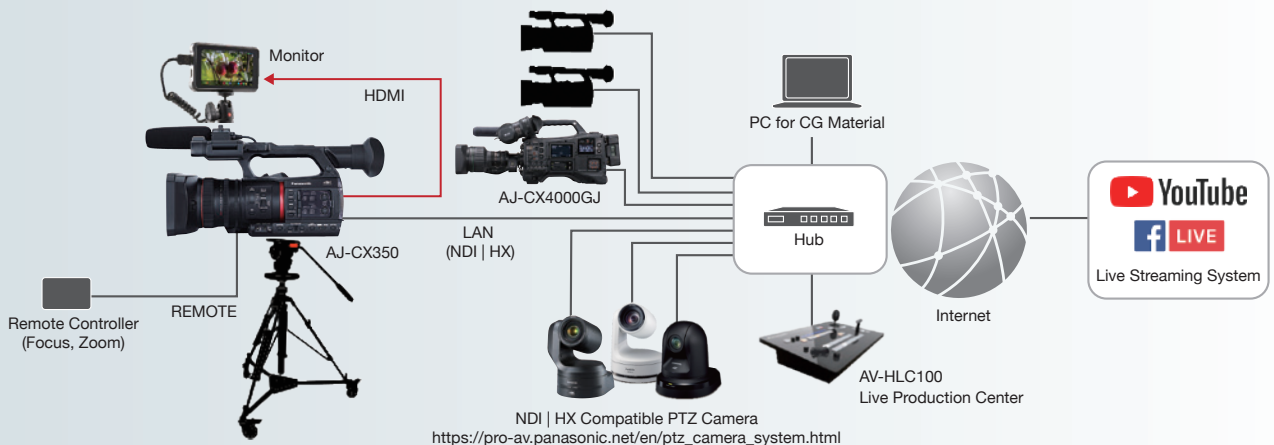 Monitor
HDMI
AJ-CX4000GJ
PC for CG Material
Hub
LAN
(NDI | HX)
AJ-CX350
REMOTE
Remote Controller
(Focus, Zoom)
Internet
YouTube
f LIVE
Live Streaming System
AV-HLC100
Live Production Center
NDI | HX Compatible PTZ Camera
https://pro-av.panasonic.net/en/ptz_camera_system.html
Panasonic